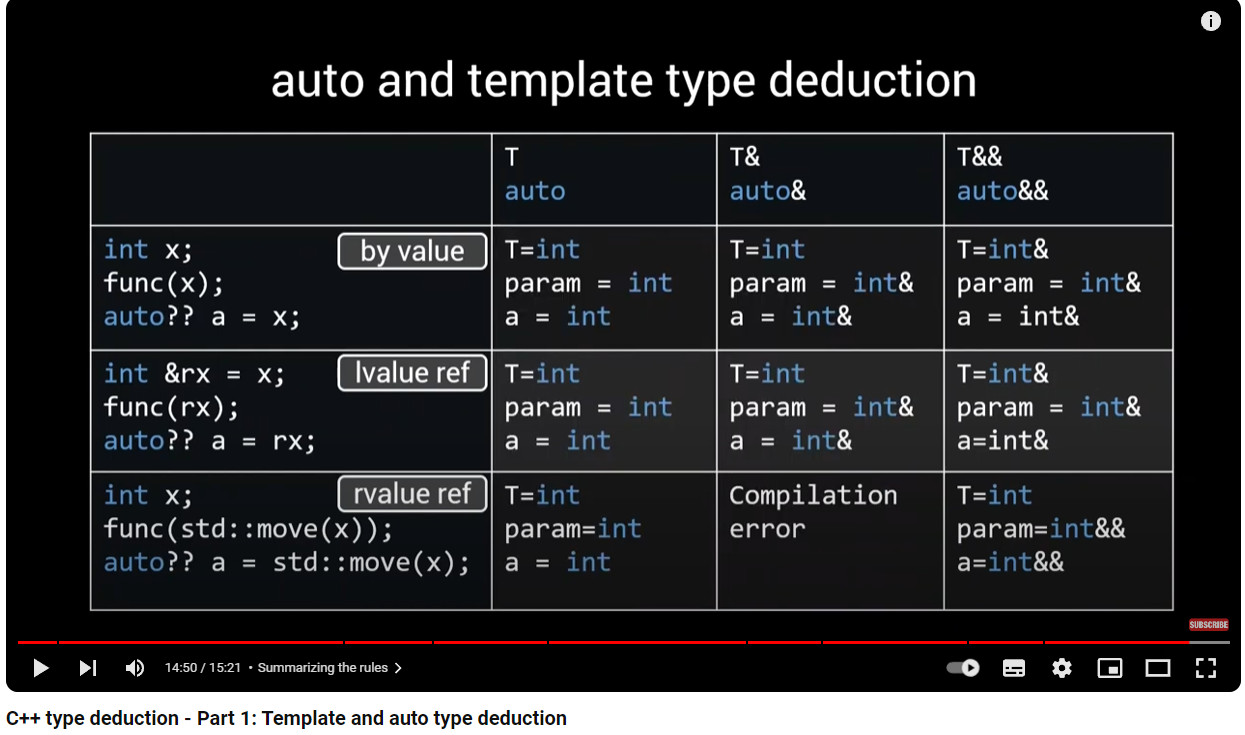 auto and template type deduction
T
auto
T&
auto&
T&&
auto&&
int x;
func(x);
auto?? a = x;
by value
T=int
param = int
a = int
T=int
param = int&
a = int&
T=int&
param = int&
a = int&
int &rx = x;
func(rx);
auto?? a = rx;
lvalue ref
T=int
param = int
a = int
T=int
param = int&
a = int&
T=int&
param = int&
a=int&
int x;
func(std::move(x));
auto?? a = std::move(x);
rvalue ref
T=int
param=int
a = int
Compilation
error
T=int
param=int&&
a=int&&
SUBSCRIBE
14:50 / 15:21 • Summarizing the rules
C++ type deduction - Part 1: Template and auto type deduction